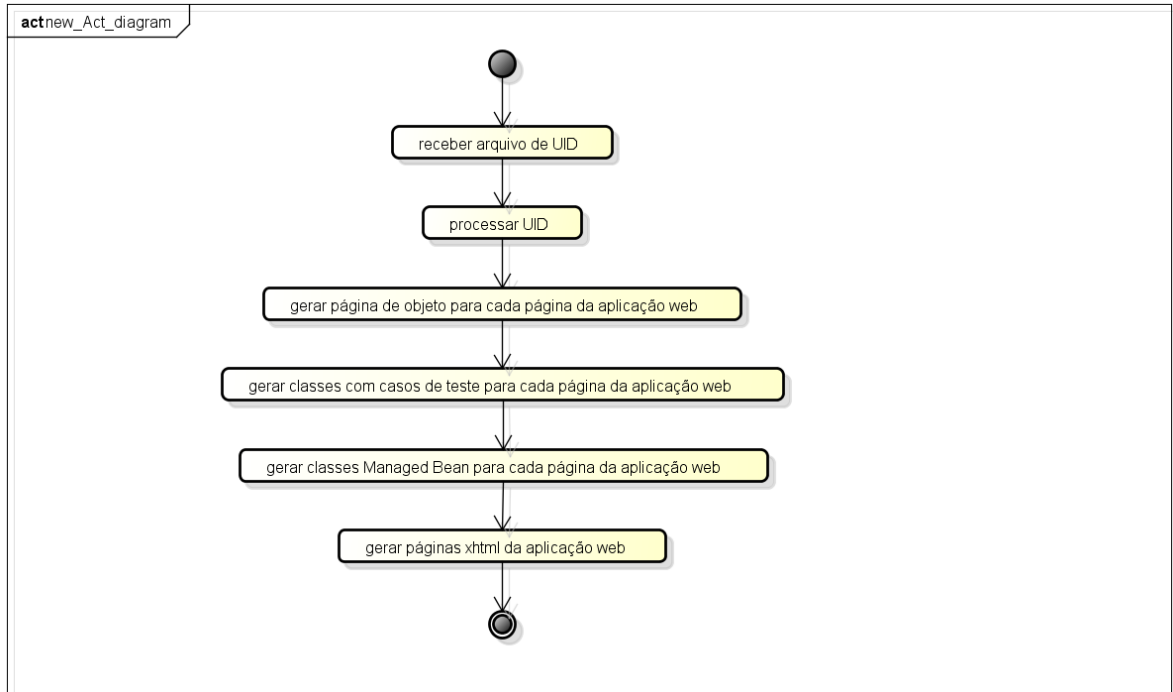 act new_Act_diagram
receber arquivo de UID
processar UID
gerar página de objeto para cada página da aplicação web
gerar classes com casos de teste para cada página da aplicação web
gerar classes Managed Bean para cada página da aplicação web
gerar páginas xhtml da aplicação web